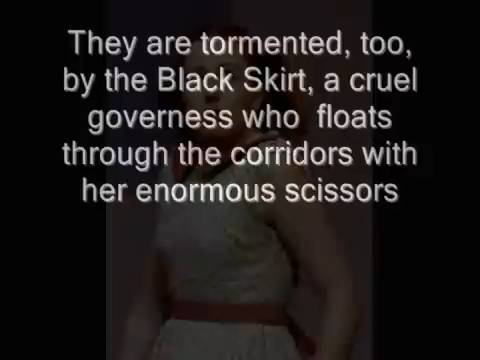 They are tormented, too,
by the Black Skirt, a cruel
governess who floats
through the corridors with
her enormous scissors